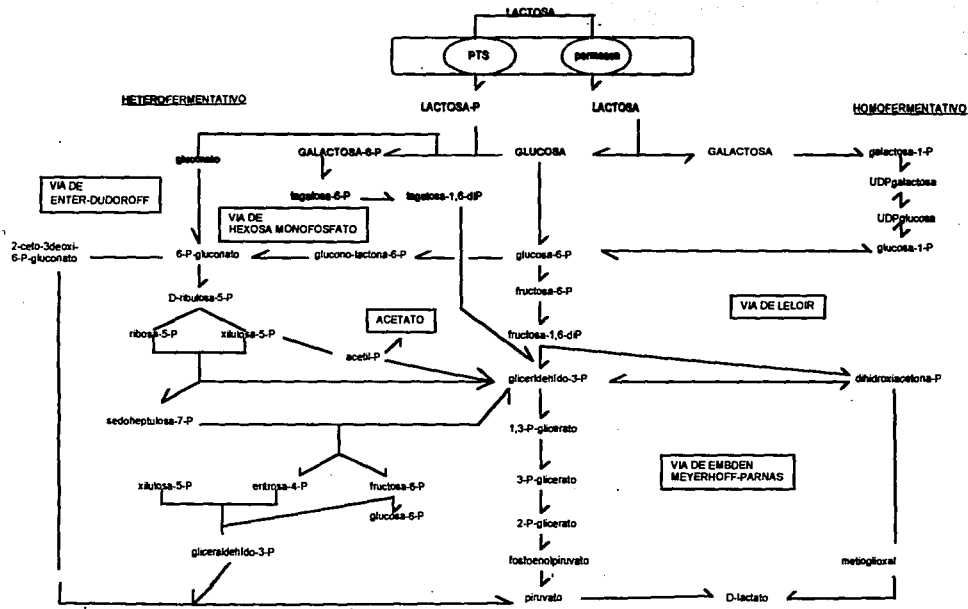 LACTOSA
PTS
permeasa
HETEROFERMENTATIVO
LACTOSA-P
LACTOSA
HOMOFERMENTATIVO
gluconato
GALACTOSA-6-P
GLUCOSA
GALACTOSA
galactosa-1-P
UDPgalactosa
VIA DE
ENTER-DUDOROFF
tagatosa-6-P
tagatosa-1,6-diP
VIA DE
HEXOSA MONOFOSFATO
UDPglucosa
2-ceto-3deoxi-
6-P-gluconato
6-P-gluconato
glucono-lactona-6-P
glucosa-6-P
glucosa-1-P
D-ribulosa-5-P
fructosa-6-P
VIA DE LELOIR
ACETATO
ribosa-5-P
xilulosa-5-P
fructosa-1,6-diP
acetil-P
gliceridehído-3-P
dihidroxiacetona-P
sedoheptulosa-7-P
1,3-P-glicerato
VIA DE EMBDEN
MEYERHOFF-PARNAS
3-P-glicerato
xilutosa-5-P
eritrosa-4-P
fructosa-6-P
glucosa-6-P
2-P-glicerato
gliceraldehído-3-P
fosfoenolpiruvato
metioglioxal
piruvato
D-lactato